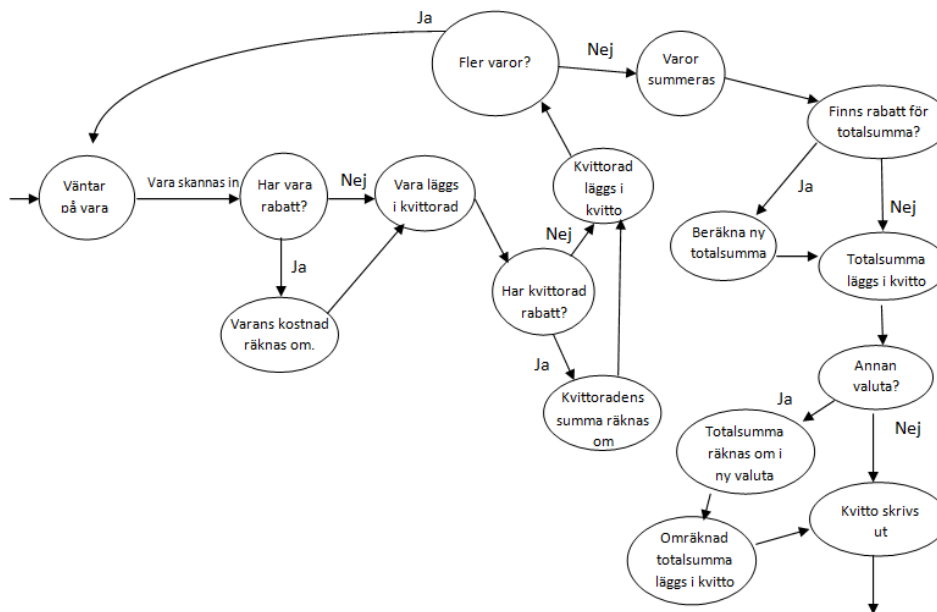 Ja
Fler varor?
Nej
Varor
summeras
Finns rabatt för
totalsumma?
Väntar
på vara
Vara skannas in
Har vara
rabatt?
Nej
Vara läggs
i kvittorad
Kvittorad
läggs i
kvitto
Ja
Nej
Beräkna ny
totalsumma
Totalsumma
läggs i kvitto
Nej
Ja
Har kvittorad
rabatt?
Varans kostnad
räknas om.
Ja
Kvittoradens
summa räknas
om
Annan
valuta?
Ja
Nej
Totalsumma
räknas om i
ny valuta
Kvitto skrivs
ut
Omräknad
totalsumma
läggs i kvitto